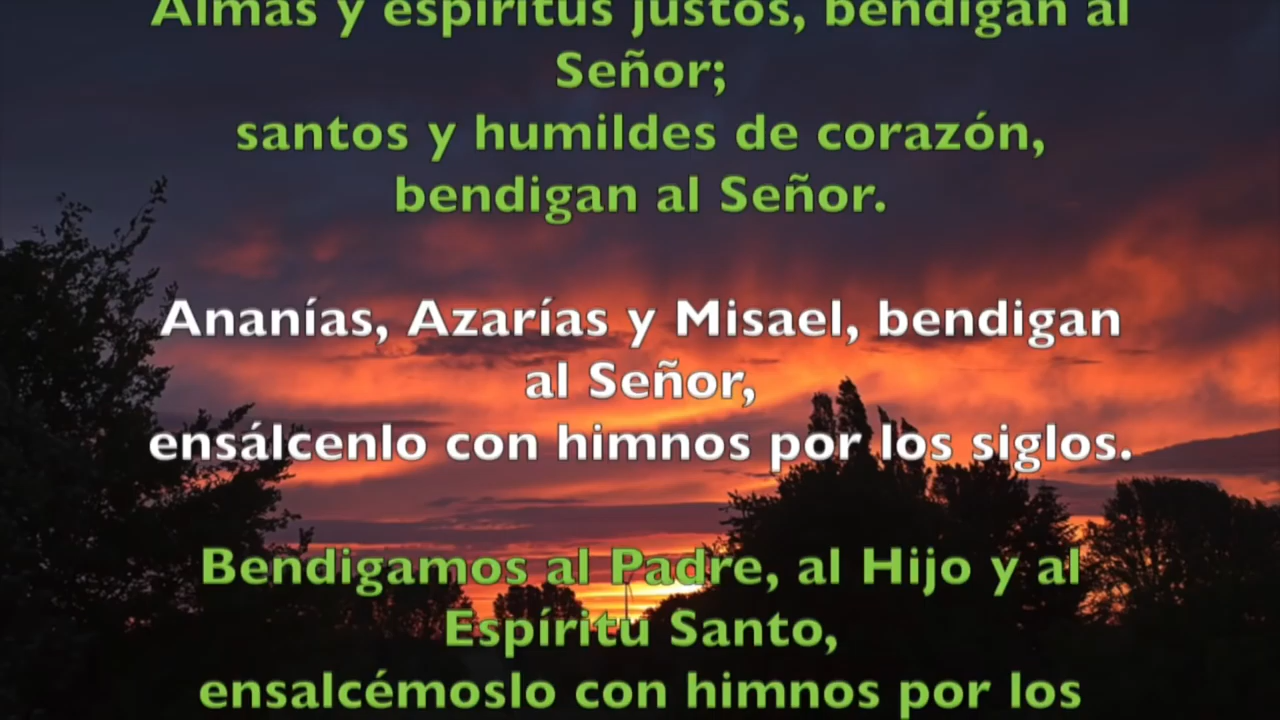 Almas y espíritus justos, bendigan al
Señor;
santos y humildes de corazón,
bendigan al Señor.
Ananías, Azarías y Misael, bendigan
al Señor,
ensálcenlo con himnos por los siglos.
Bendigamos al Padre, al Hijo y al
Espíritu Santo,
ensalcémoslo con himnos por los